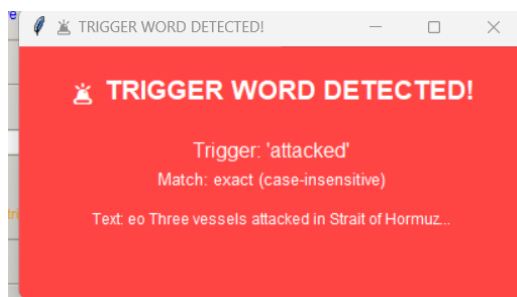 TRIGGER WORD DETECTED!
TRIGGER WORD DETECTED!
Trigger: 'attacked'
Match: exact (case-insensitive)
Text: eo Three vessels attacked in Strait of Hormuz...